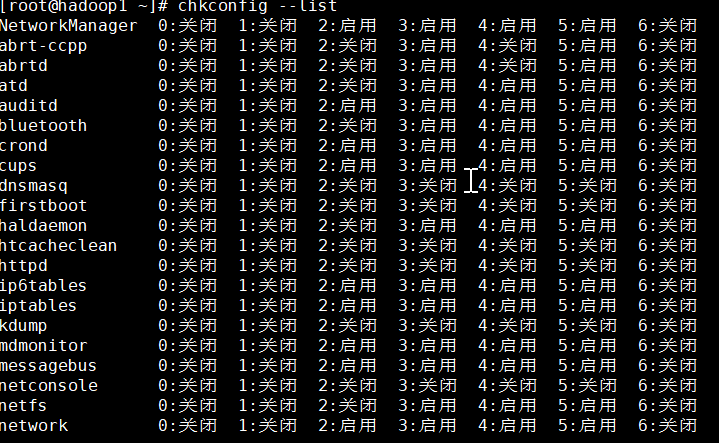 [root@hadoop1 ~]# chkconfig --list
NetworkManager 0:关闭 1:关闭 2:启用 3:启用 4:启用 5:启用 6:关闭
abrt-ccpp 0:关闭 1:关闭 2:关闭 3:启用 4:关闭 5:启用 6:关闭
abrtd 0:关闭 1:关闭 2:关闭 3:启用 4:关闭 5:启用 6:关闭
atd 0:关闭 1:关闭 2:关闭 3:启用 4:启用 5:启用 6:关闭
auditd 0:关闭 1:关闭 2:启用 3:启用 4:启用 5:启用 6:关闭
bluetooth 0:关闭 1:关闭 2:关闭 3:启用 4:启用 5:启用 6:关闭
crond 0:关闭 1:关闭 2:启用 3:启用 4:启用 5:启用 6:关闭
cups 0:关闭 1:关闭 2:启用 3:启用 4:启用 5:启用 6:关闭
dnsmasq 0:关闭 1:关闭 2:关闭 3:关闭 4:关闭 5:关闭 6:关闭
firstboot 0:关闭 1:关闭 2:关闭 3:关闭 4:关闭 5:关闭 6:关闭
haldaemon 0:关闭 1:关闭 2:关闭 3:启用 4:启用 5:启用 6:关闭
htcacheclean 0:关闭 1:关闭 2:关闭 3:关闭 4:关闭 5:关闭 6:关闭
httpd 0:关闭 1:关闭 2:关闭 3:关闭 4:关闭 5:关闭 6:关闭
ip6tables 0:关闭 1:关闭 2:启用 3:启用 4:启用 5:启用 6:关闭
iptables 0:关闭 1:关闭 2:启用 3:启用 4:启用 5:启用 6:关闭
kdump 0:关闭 1:关闭 2:关闭 3:关闭 4:关闭 5:关闭 6:关闭
mdmonitor 0:关闭 1:关闭 2:启用 3:启用 4:启用 5:启用 6:关闭
messagebus 0:关闭 1:关闭 2:启用 3:启用 4:启用 5:启用 6:关闭
netconsole 0:关闭 1:关闭 2:关闭 3:关闭 4:关闭 5:关闭 6:关闭
netfs 0:关闭 1:关闭 2:关闭 3:启用 4:启用 5:启用 6:关闭
network 0:关闭 1:关闭 2:启用 3:启用 4:启用 5:启用 6:关闭